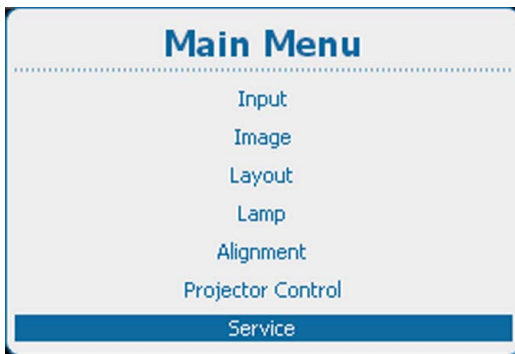 Main Menu
Input
Image
Layout
Lamp
Alignment
Projector Control
Service